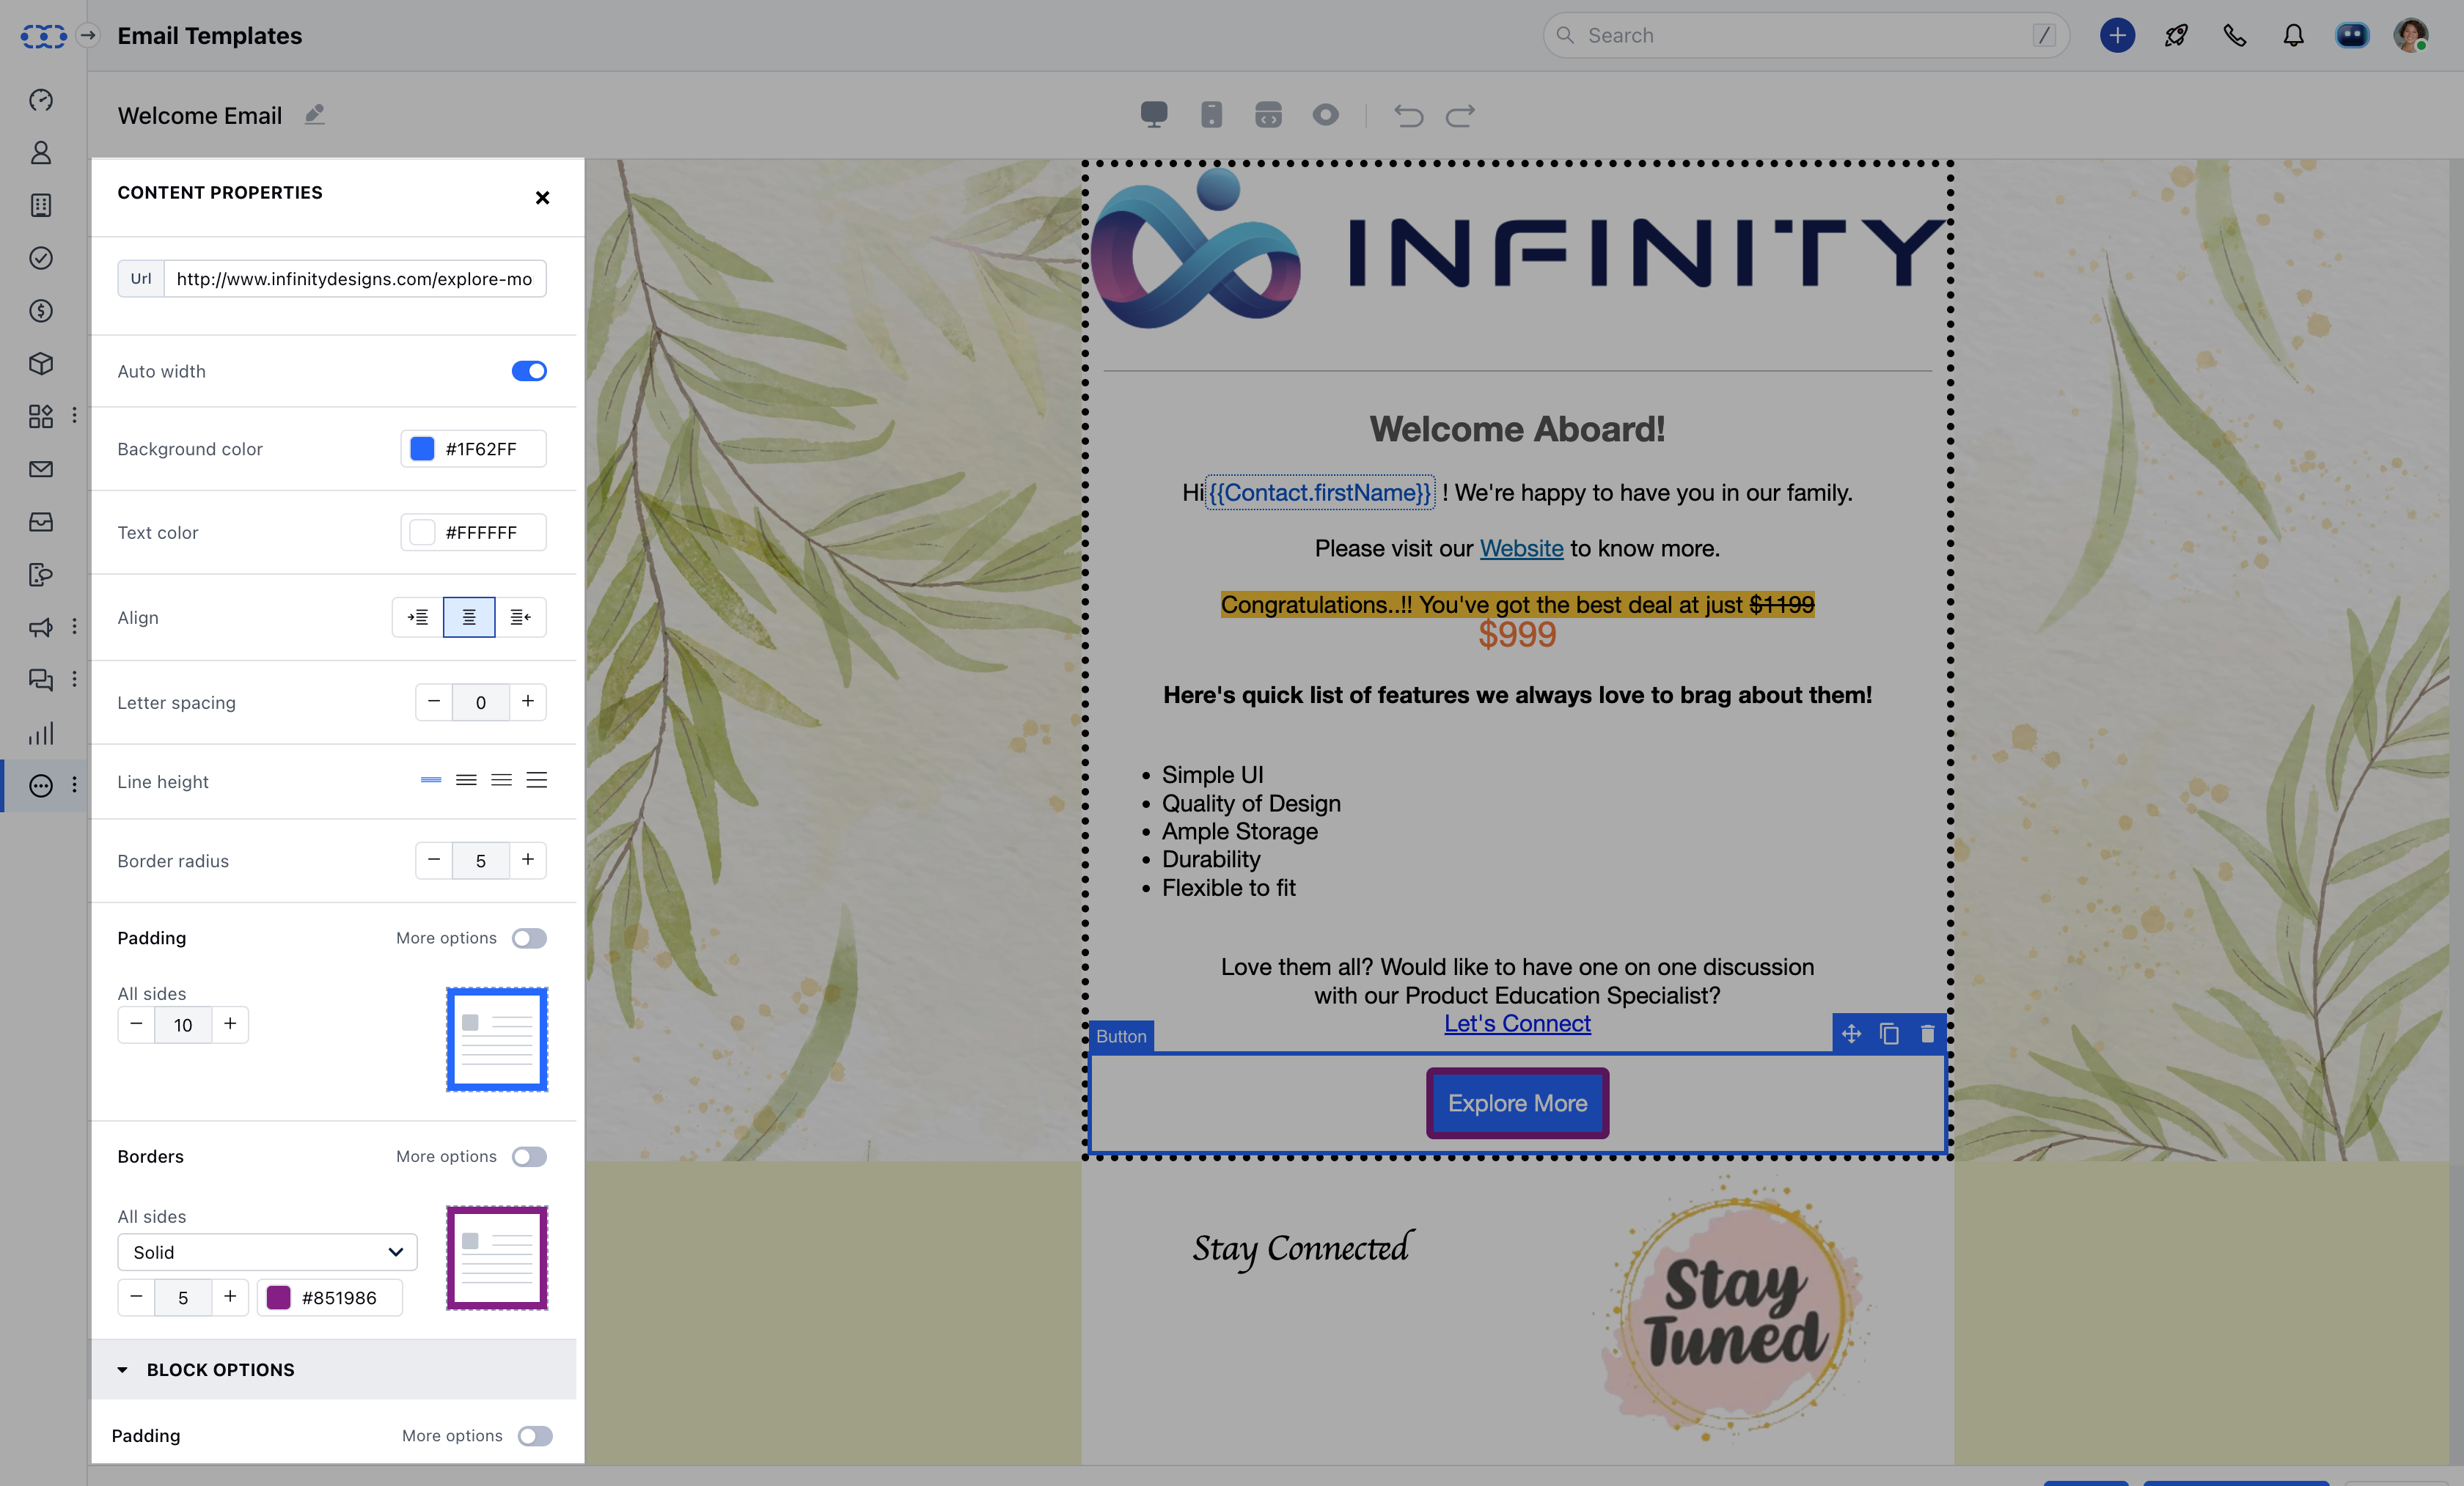 Email Templates
Search
/
Welcome Email
CONTENT PROPERTIES
Url
http://www.infinitydesigns.com/explore-mo
Auto width
Background color
#1F62FF
Text color
#FFFFFF
Align
Letter spacing
0
Line height
Border radius
5
Padding
More options
All sides
10
Borders
More options
All sides
Solid
5
#851986
BLOCK OPTIONS
Padding
More options
INFINITY
Welcome Aboard!
Hi {{Contact.firstName}} ! We're happy to have you in our family.
Please visit our Website to know more.
Congratulations..!! You've got the best deal at just $1199
$999
Here's quick list of features we always love to brag about them!
• Simple UI
• Quality of Design
• Ample Storage
• Durability
• Flexible to fit
Love them all? Would like to have one on one discussion
with our Product Education Specialist?
Let's Connect
Button
Explore More
Stay Connected
Stay
Tuned